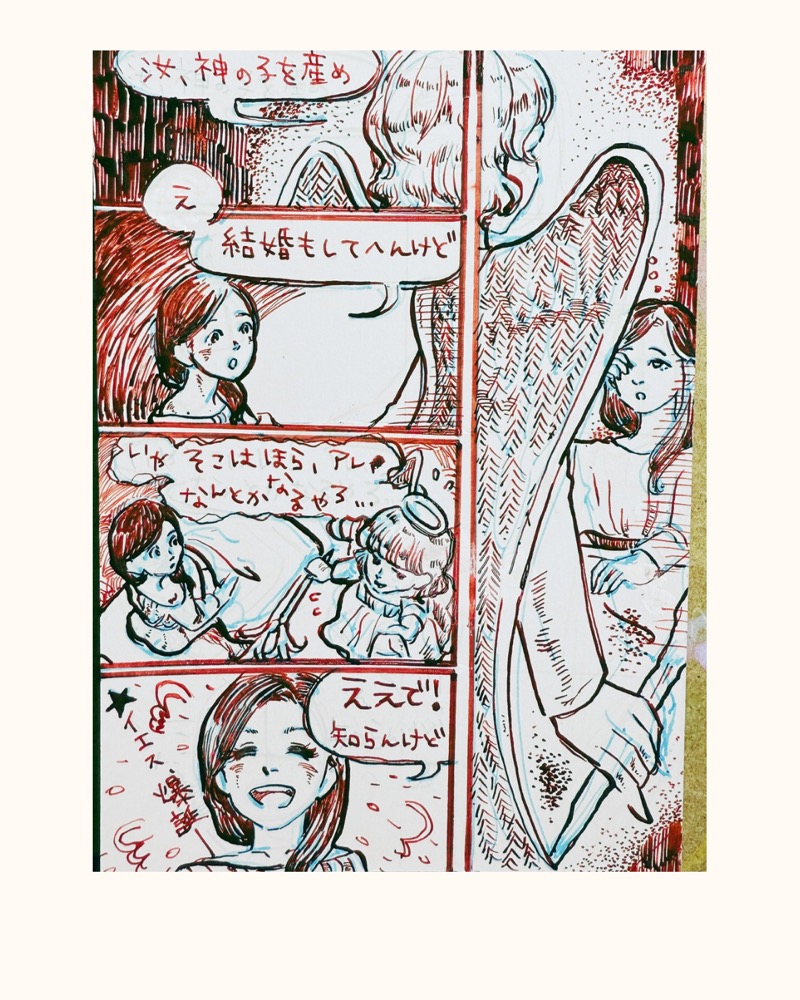 汝、神の子を産め
え
結婚もしてへんけど
いや
そこはほら、アレ
なんとかなるやろ…
ええで!
知らんけど
★イエス
爆誕